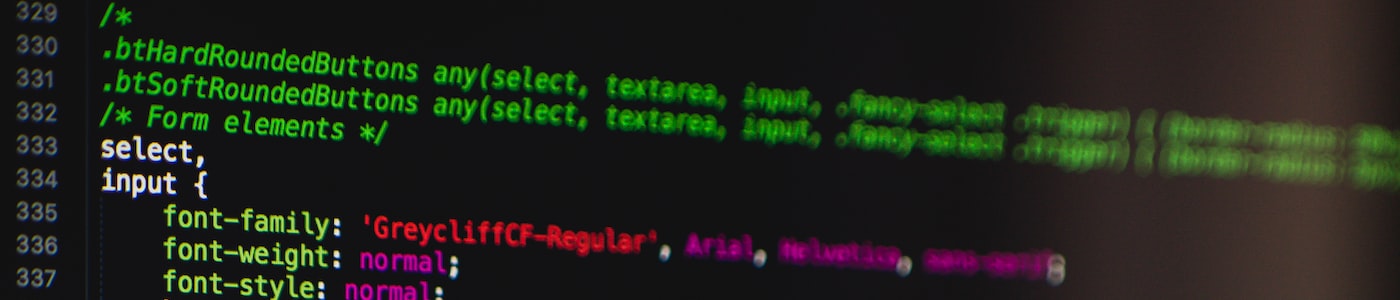 329 /*
330 .btHardRoundedButtons any(select, textarea, input, .fancy-select
331 .btSoftRoundedButtons any(select, textarea, input, .fancy-select
332 /* Form elements */
333 select,
334 input {
335 font-family: 'GreycliffCF-Regular', Arial, Helvetica, sans-serif;
336 font-weight: normal;
337 font-style: normal;